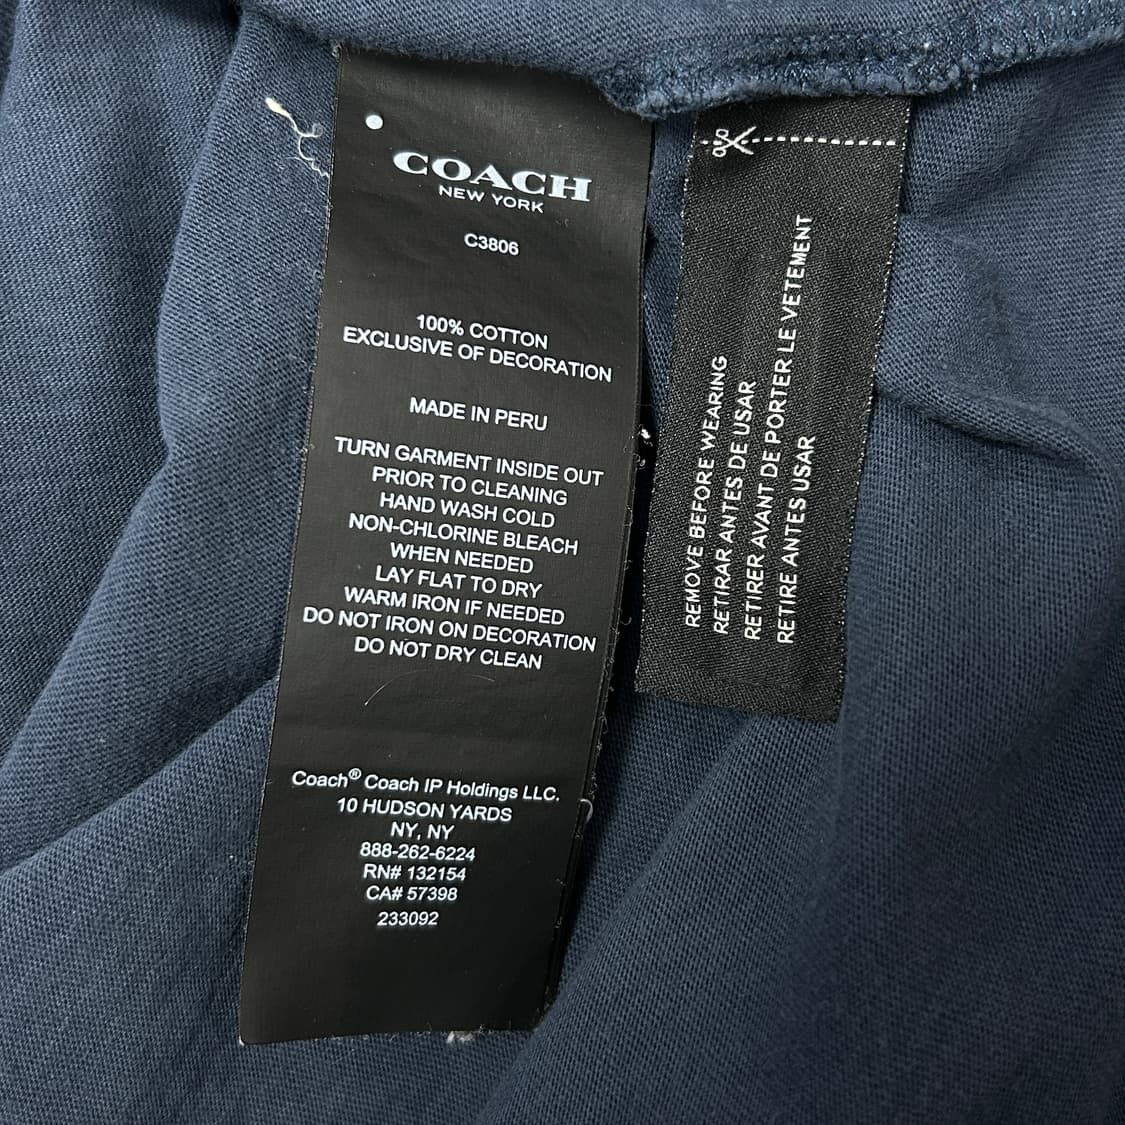 COACH
NEW YORK
C3806
100% COTTON
EXCLUSIVE OF DECORATION
MADE IN PERU
TURN GARMENT INSIDE OUT
PRIOR TO CLEANING
HAND WASH COLD
NON-CHLORINE BLEACH
WHEN NEEDED
LAY FLAT TO DRY
WARM IRON IF NEEDED
DO NOT IRON ON DECORATION
DO NOT DRY CLEAN
Coach® Coach IP Holdings LLC.
10 HUDSON YARDS
NY, NY
888-262-6224
RN# 132154
CA# 57398
233092
REMOVE BEFORE WEARING
RETIRAR ANTES DE USAR
RETIRER AVANT DE PORTER LE VETEMENT
RETIRE ANTES USAR